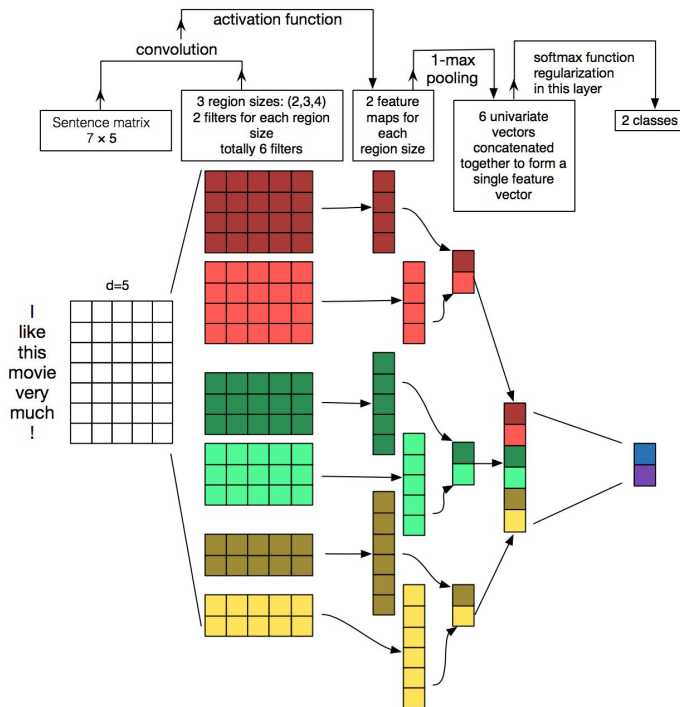 activation function
convolution
1-max
pooling
softmax function
regularization
in this layer
Sentence matrix
7 × 5
3 region sizes: (2,3,4)
2 filters for each region
size
totally 6 filters
2 feature
maps for
each
region size
6 univariate
vectors
concatenated
together to form a
single feature
vector
2 classes
d=5
I
like
this
movie
very
much
!